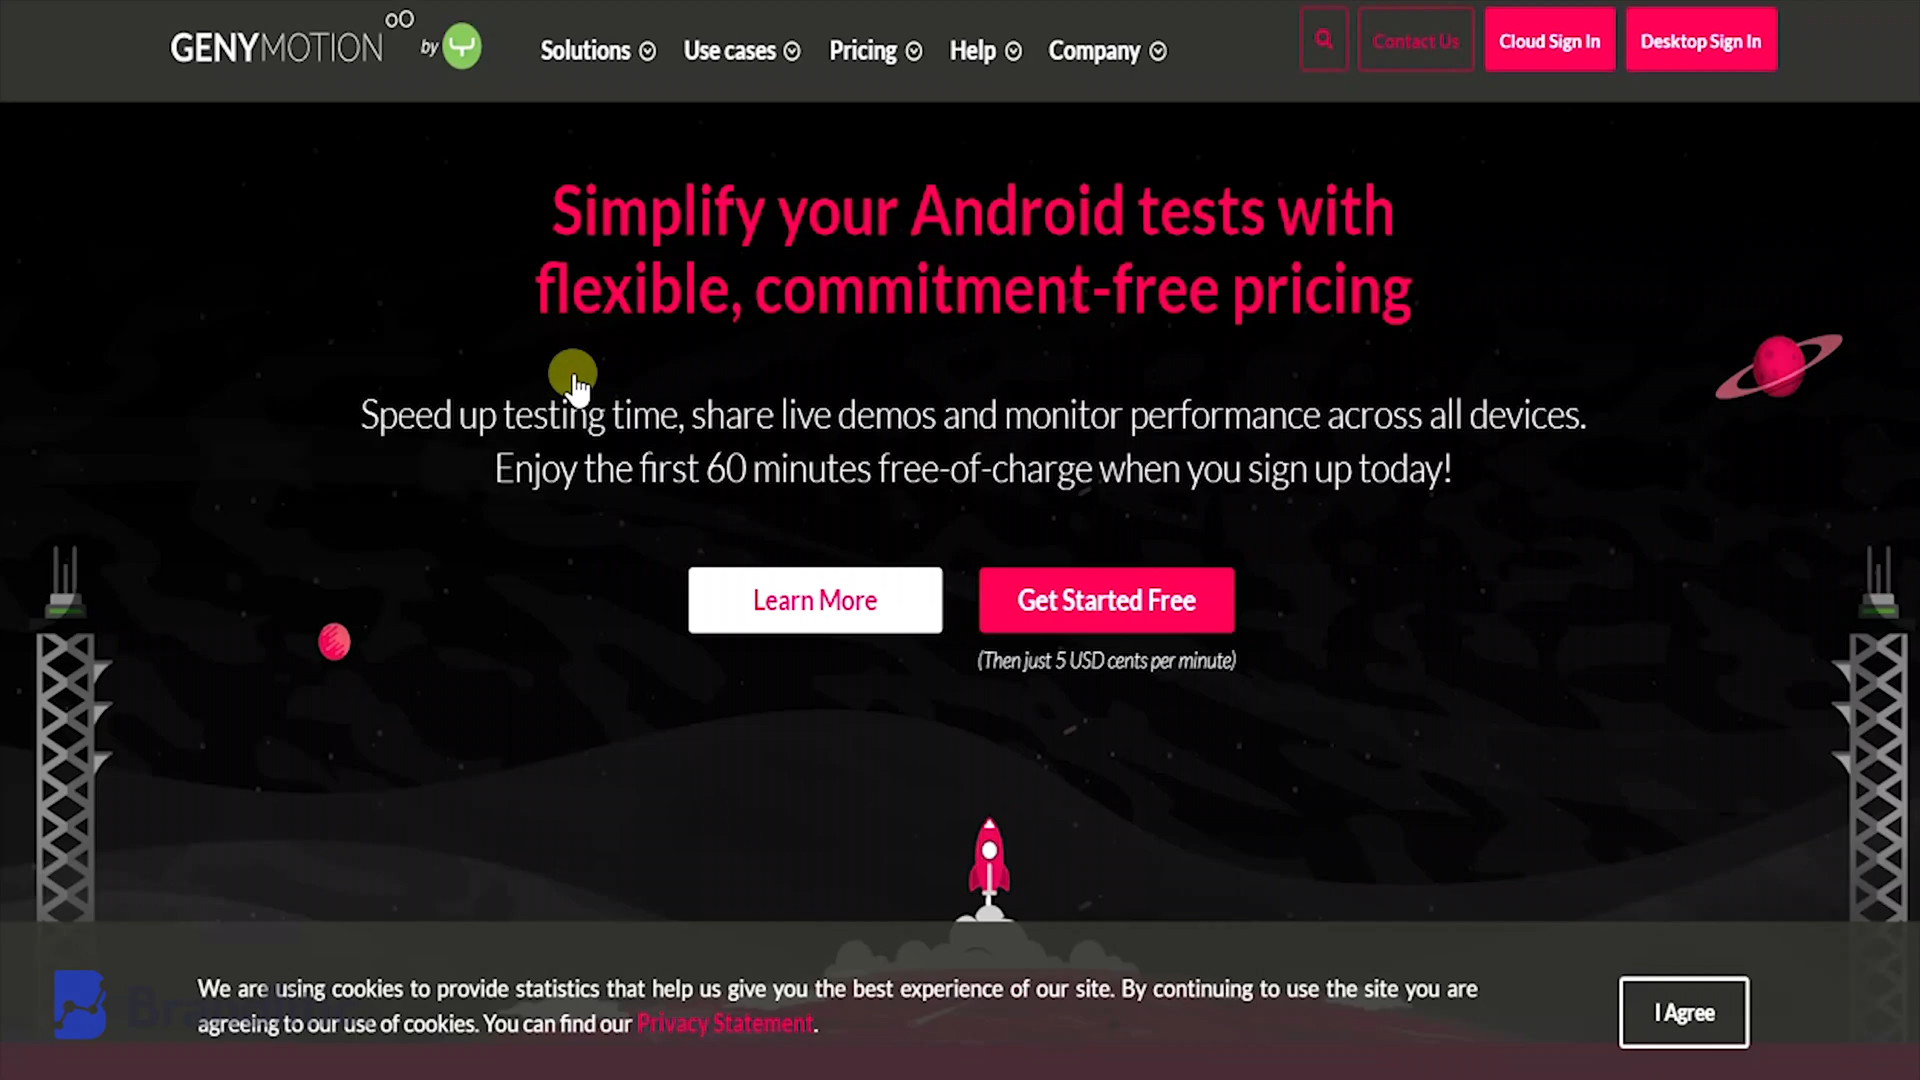 GENYMOTION by
Solutions Use cases Pricing Help Company
Contact Us Cloud Sign In Desktop Sign In
Simplify your Android tests with
flexible, commitment-free pricing
Speed up testing time, share live demos and monitor performance across all devices.
Enjoy the first 60 minutes free-of-charge when you sign up today!
Learn More Get Started Free
(Then just 5 USD cents per minute)
We are using cookies to provide statistics that help us give you the best experience of our site. By continuing to use the site you are
agreeing to our use of cookies. You can find our Privacy Statement.
I Agree